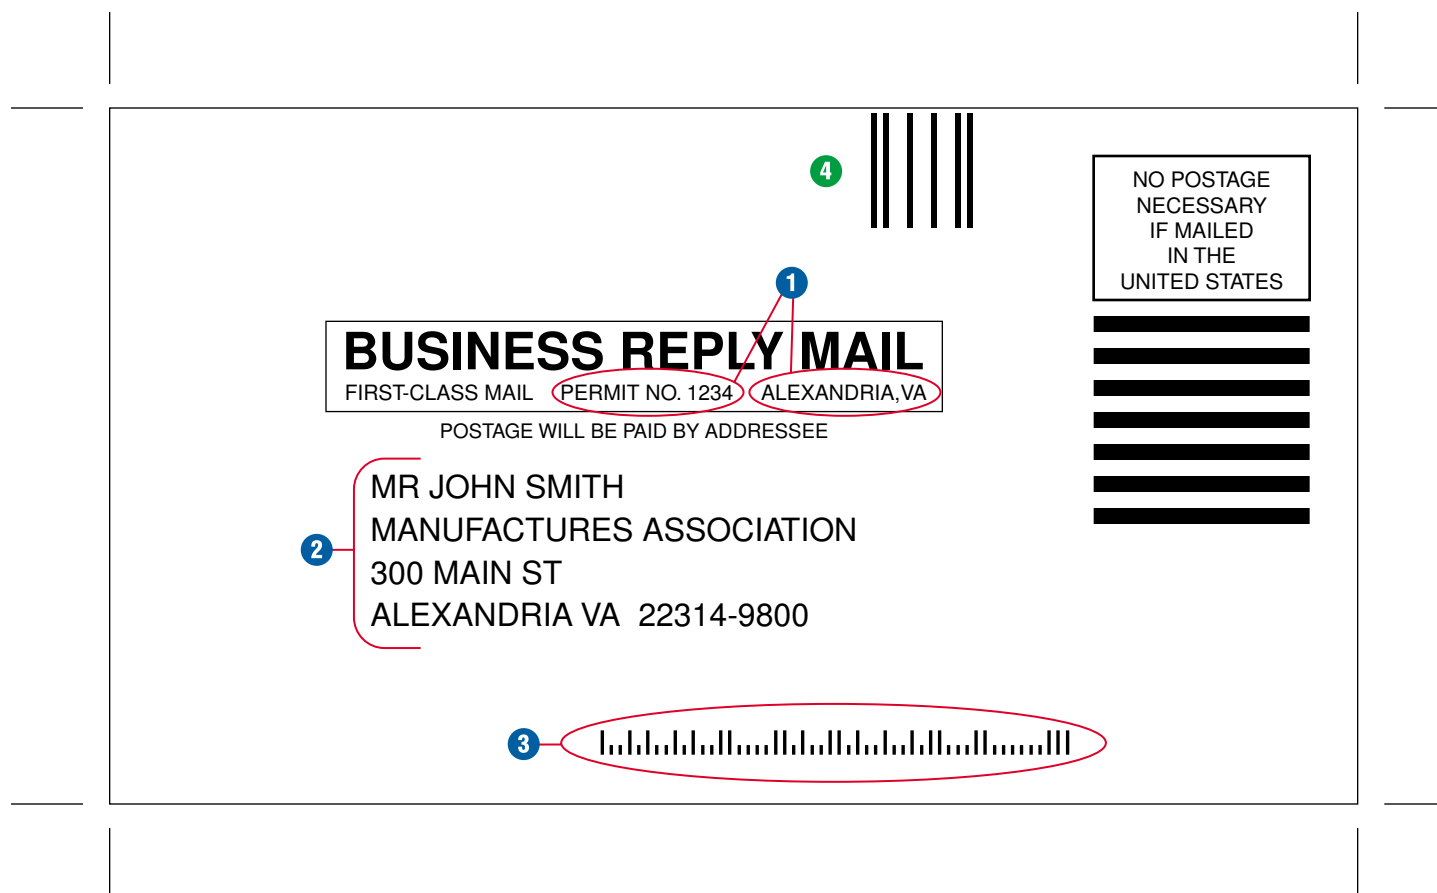 4
NO POSTAGE
NECESSARY
IF MAILED
IN THE
UNITED STATES
1
BUSINESS REPLY MAIL
FIRST-CLASS MAIL PERMIT NO. 1234 ALEXANDRIA, VA
POSTAGE WILL BE PAID BY ADDRESSEE
2
MR JOHN SMITH
MANUFACTURES ASSOCIATION
300 MAIN ST
ALEXANDRIA VA 22314-9800
3